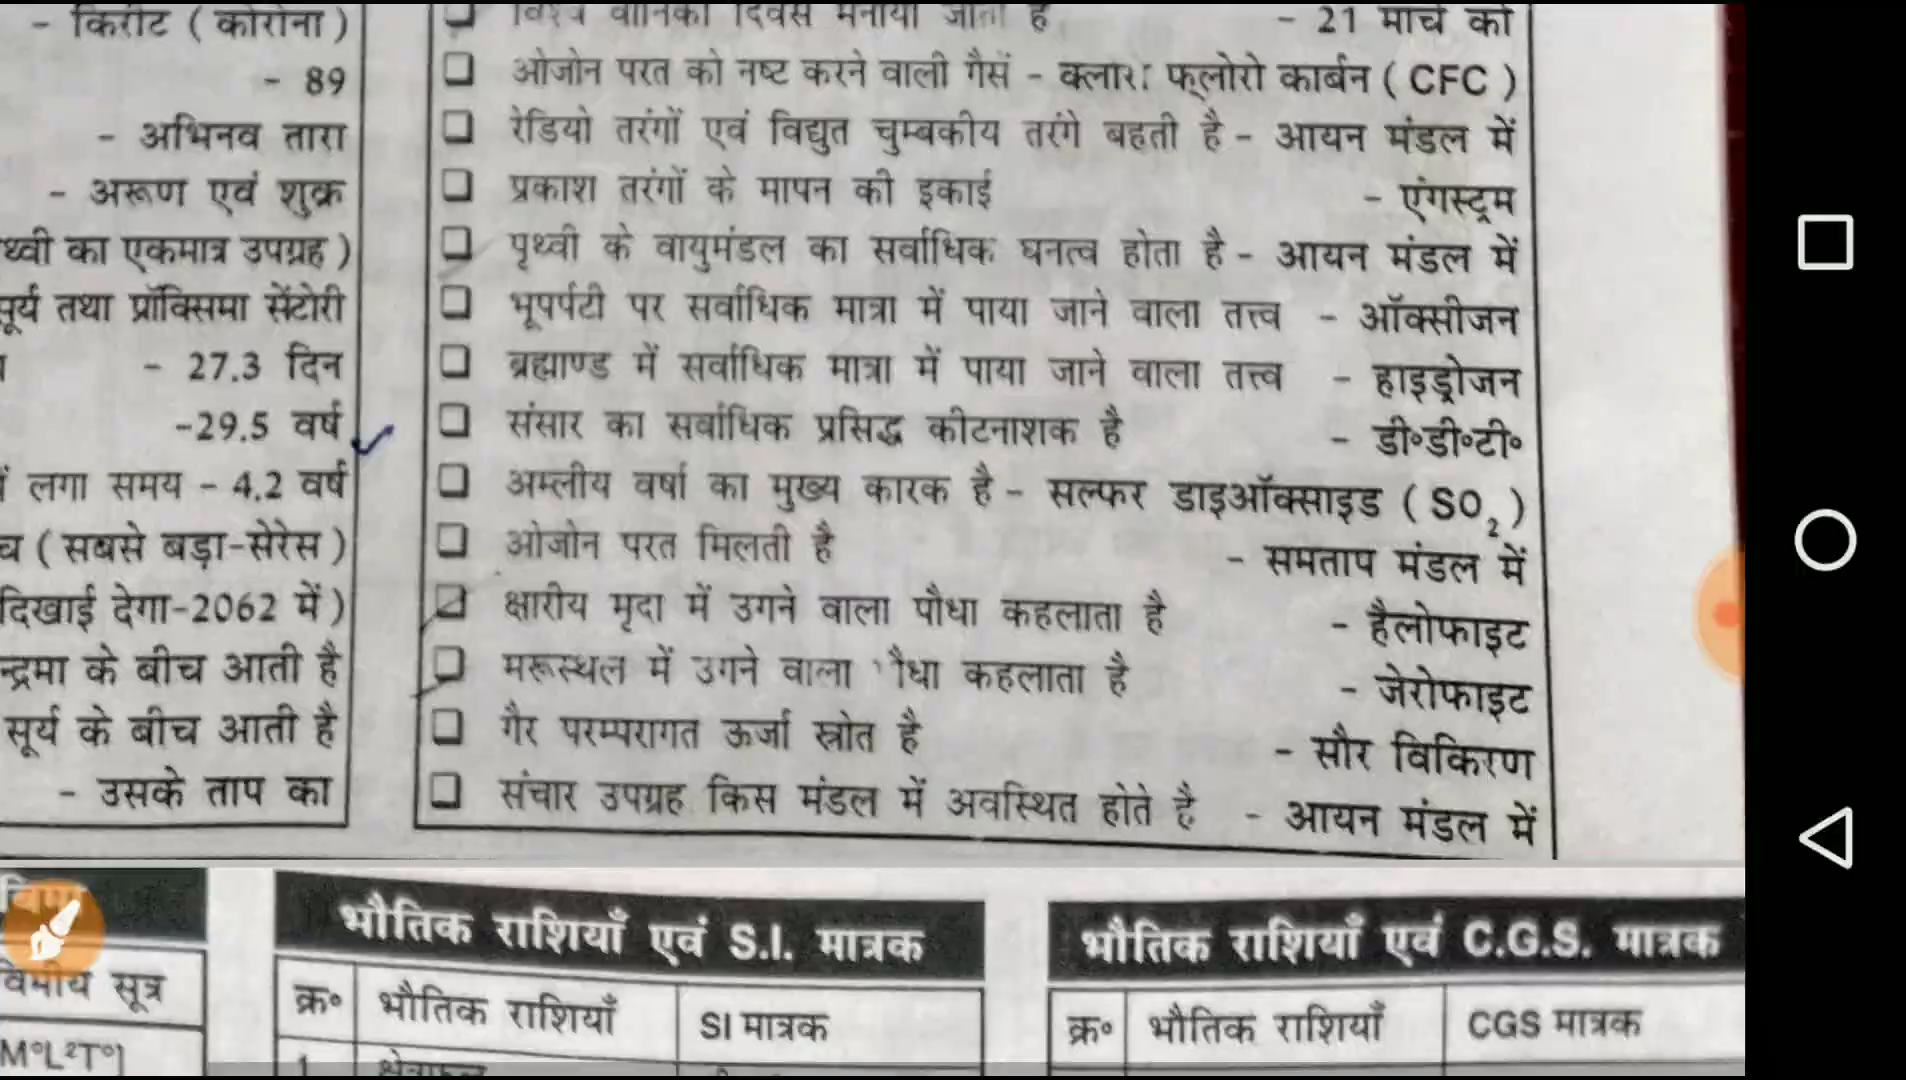 - किरीट ( कोरोना )
- 89
- अभिनव तारा
- अरूण एवं शुक्र
थ्वी का एकमात्र उपग्रह )
सूर्य तथा प्रॉक्सिमा सेंटोरी
- 27.3 दिन
-29.5 वर्ष
में लगा समय - 4.2 वर्ष
च ( सबसे बड़ा-सेरेस )
दिखाई देगा-2062 में )
न्द्रमा के बीच आती है
सूर्य के बीच आती है
- उसके ताप का
विश्व वानिकी दिवस मनाया जाता है - 21 मार्च को
ओजोन परत को नष्ट करने वाली गैसें - फ्लोरो कार्बन ( CFC )
रेडियो तरंगों एवं विद्युत चुम्बकीय तरंगे बहती है - आयन मंडल में
प्रकाश तरंगों के मापन की इकाई - एंगस्ट्रम
पृथ्वी के वायुमंडल का सर्वाधिक घनत्व होता है - आयन मंडल में
भूपर्पटी पर सर्वाधिक मात्रा में पाया जाने वाला तत्त्व - ऑक्सीजन
ब्रह्माण्ड में सर्वाधिक मात्रा में पाया जाने वाला तत्त्व - हाइड्रोजन
संसार का सर्वाधिक प्रसिद्ध कीटनाशक है - डी॰डी॰टी॰
अम्लीय वर्षा का मुख्य कारक है - सल्फर डाइऑक्साइड ( SO₂ )
ओजोन परत मिलती है - समताप मंडल में
क्षारीय मृदा में उगने वाला पौधा कहलाता है - हैलोफाइट
मरूस्थल में उगने वाला कहलाता है - जेरोफाइट
गैर परम्परागत ऊर्जा स्त्रोत है - सौर विकिरण
संचार उपग्रह किस मंडल में अवस्थित होते है - आयन मंडल में
विमीय सूत्र
M°L²T°]
भौतिक राशियाँ एवं S.I. मात्रक
क्र॰ भौतिक राशियाँ SI मात्रक
1 क्षेत्रफल
भौतिक राशियाँ एवं C.G.S. मात्रक
क्र॰ भौतिक राशियाँ CGS मात्रक